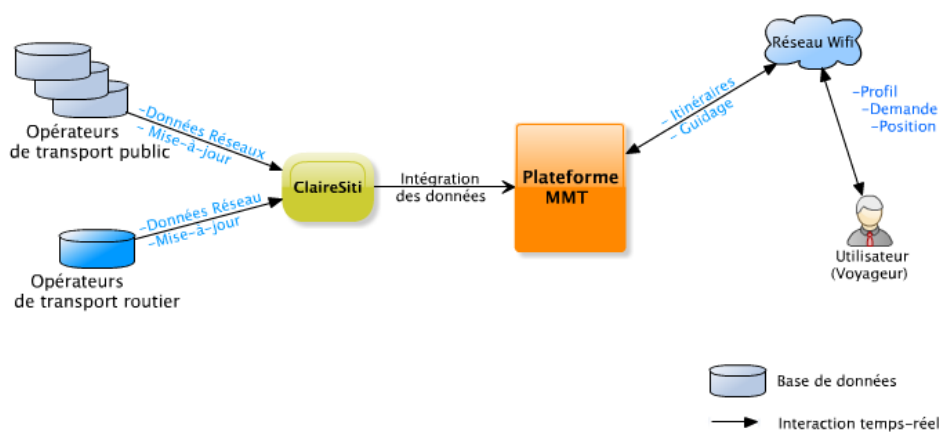 Réseau Wifi
-Profil
-Demande
-Position
- Itinéraires
- Guidage
-Données Réseaux
- Mise-à-jour
Opérateurs
de transport public
ClaireSiti
Intégration
des données
Plateforme
MMT
-Données Réseau
-Mise-à-jour
Opérateurs
de transport routier
Utilisateur
(Voyageur)
Base de données
Interaction temps-réel